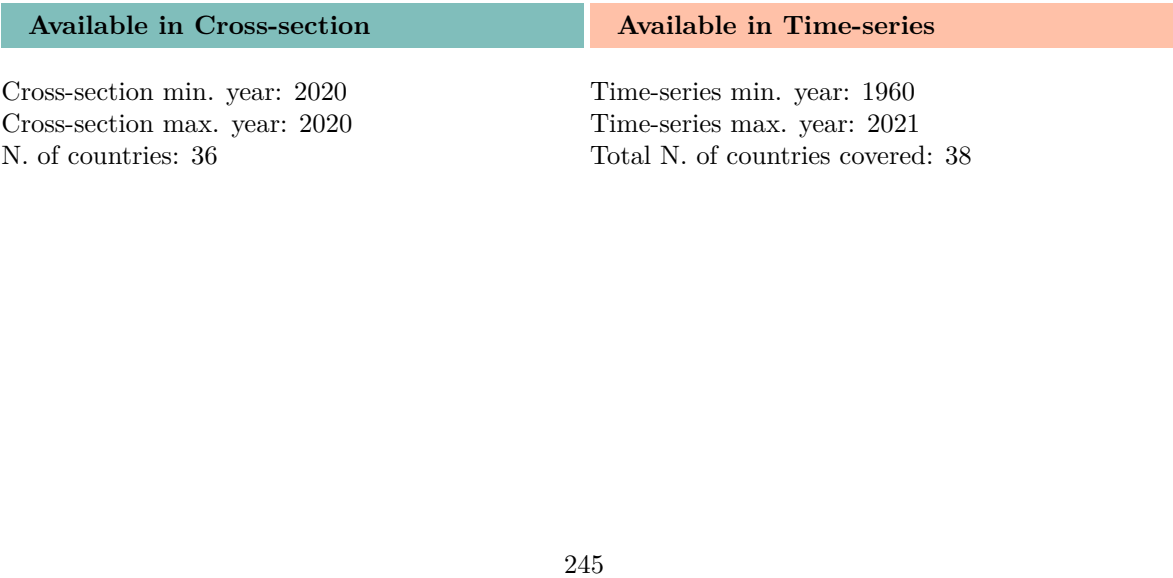 Available in Cross-section
Available in Time-series
Cross-section min. year: 2020
Cross-section max. year: 2020
N. of countries: 36
Time-series min. year: 1960
Time-series max. year: 2021
Total N. of countries covered: 38
245